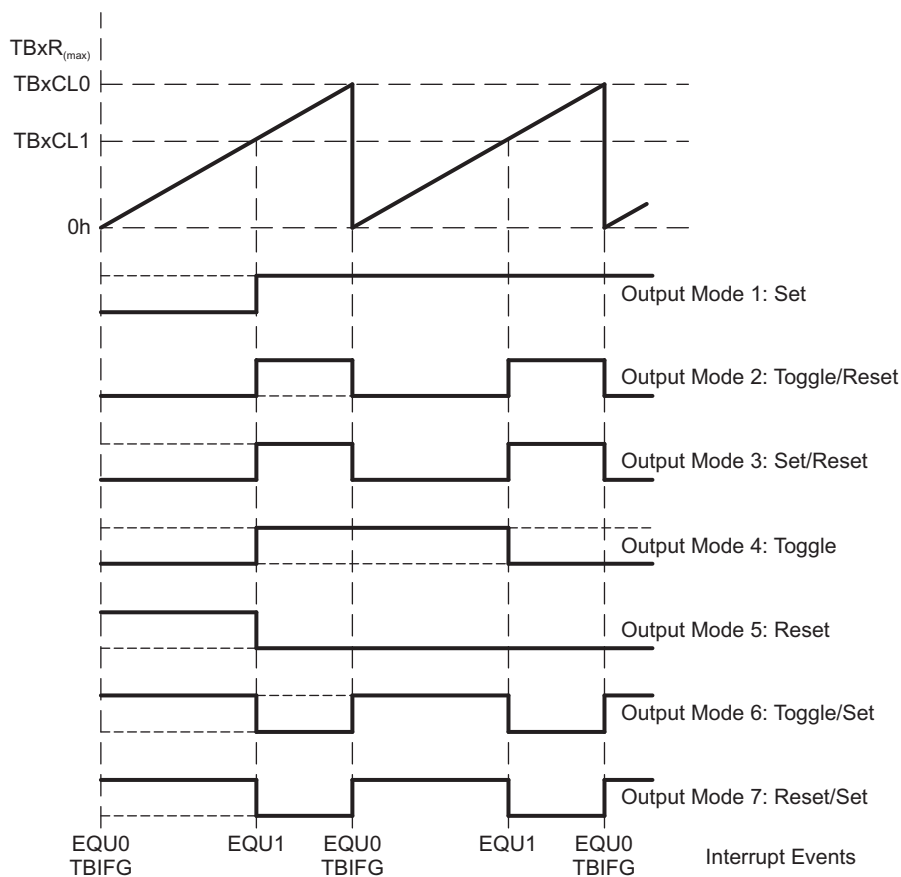 TBxR(max)
TBxCL0
TBxCL1
0h
Output Mode 1: Set
Output Mode 2: Toggle/Reset
Output Mode 3: Set/Reset
Output Mode 4: Toggle
Output Mode 5: Reset
Output Mode 6: Toggle/Set
Output Mode 7: Reset/Set
EQU0 EQU1 EQU0 EQU1 EQU0 Interrupt Events
TBIFG TBIFG TBIFG